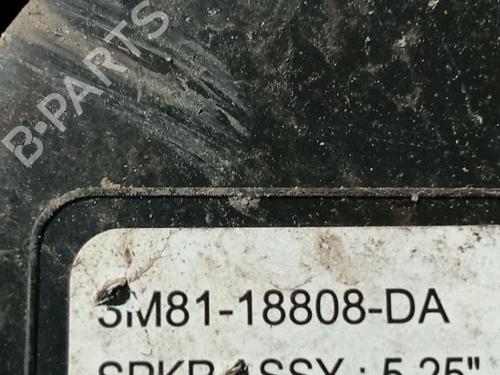 B-PARTS
3M81-18808-DA
SPKR ASSY : 5.25"